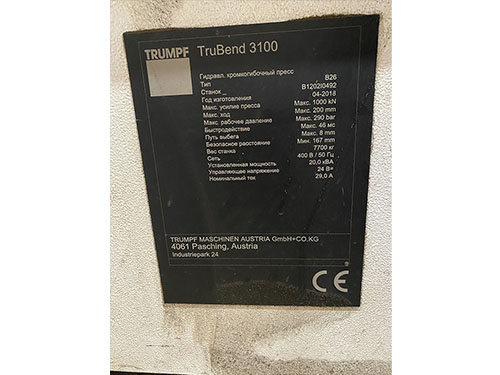 TRUMPF TruBend 3100
Гидравл. кромкогибочный пресс
Тип B26
Станок_ B1202I0492
Год изготовления 04-2018
Макс. усилие пресса Макс. 1000 kN
Макс. ход Макс. 200 mm
Макс. рабочее давление Макс. 290 bar
Быстродействие Макс. 46 мс
Путь выбега Макс. 8 mm
Безопасное расстояние Мин. 167 mm
Вес станка 7700 кг
Сеть 400 В / 50 Гц
Установленная мощность 20,0 кВА
Управляющее напряжение 24 В=
Номинальный ток 29,0 А
TRUMPF MASCHINEN AUSTRIA GmbH+CO.KG
4061 Pasching, Austria
Industriepark 24
CE